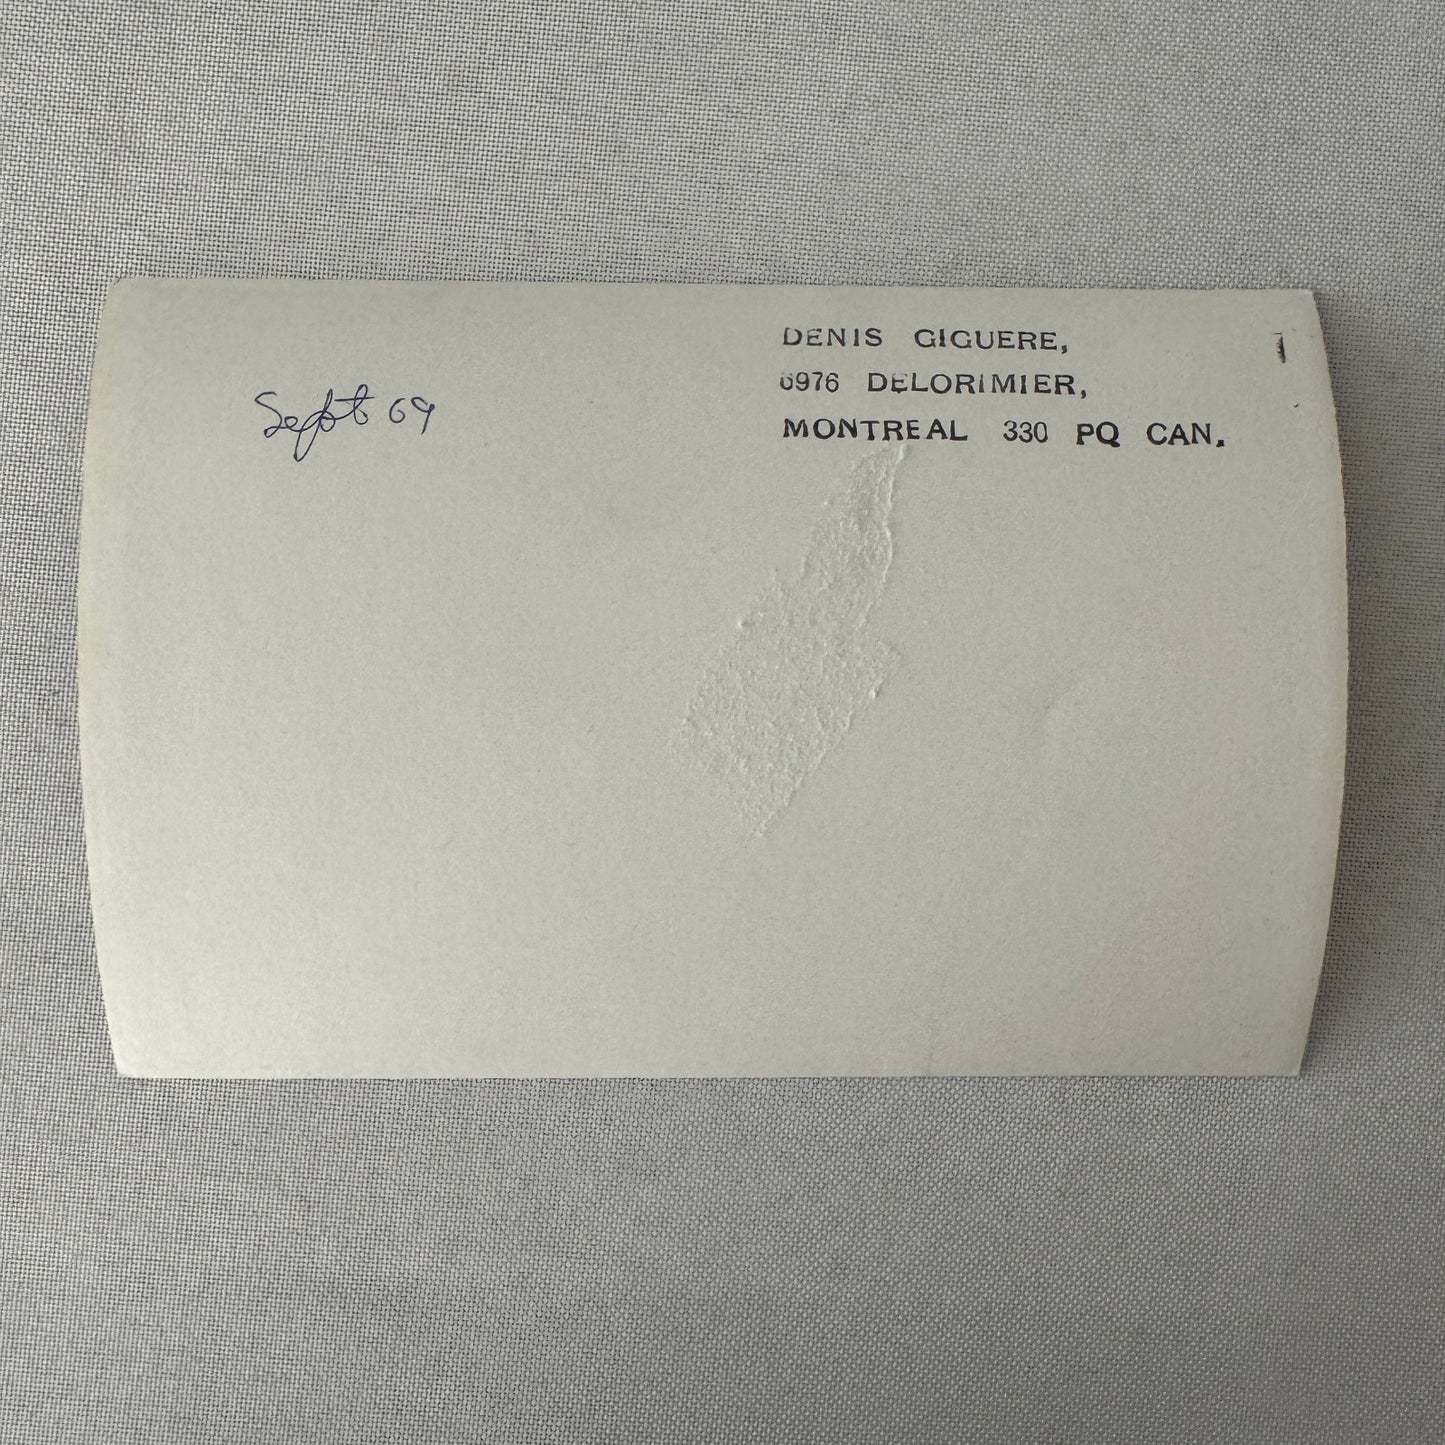 Sept 69
DENIS GIGUERE,
6976 DELORIMIER,
MONTREAL 330 PQ CAN.